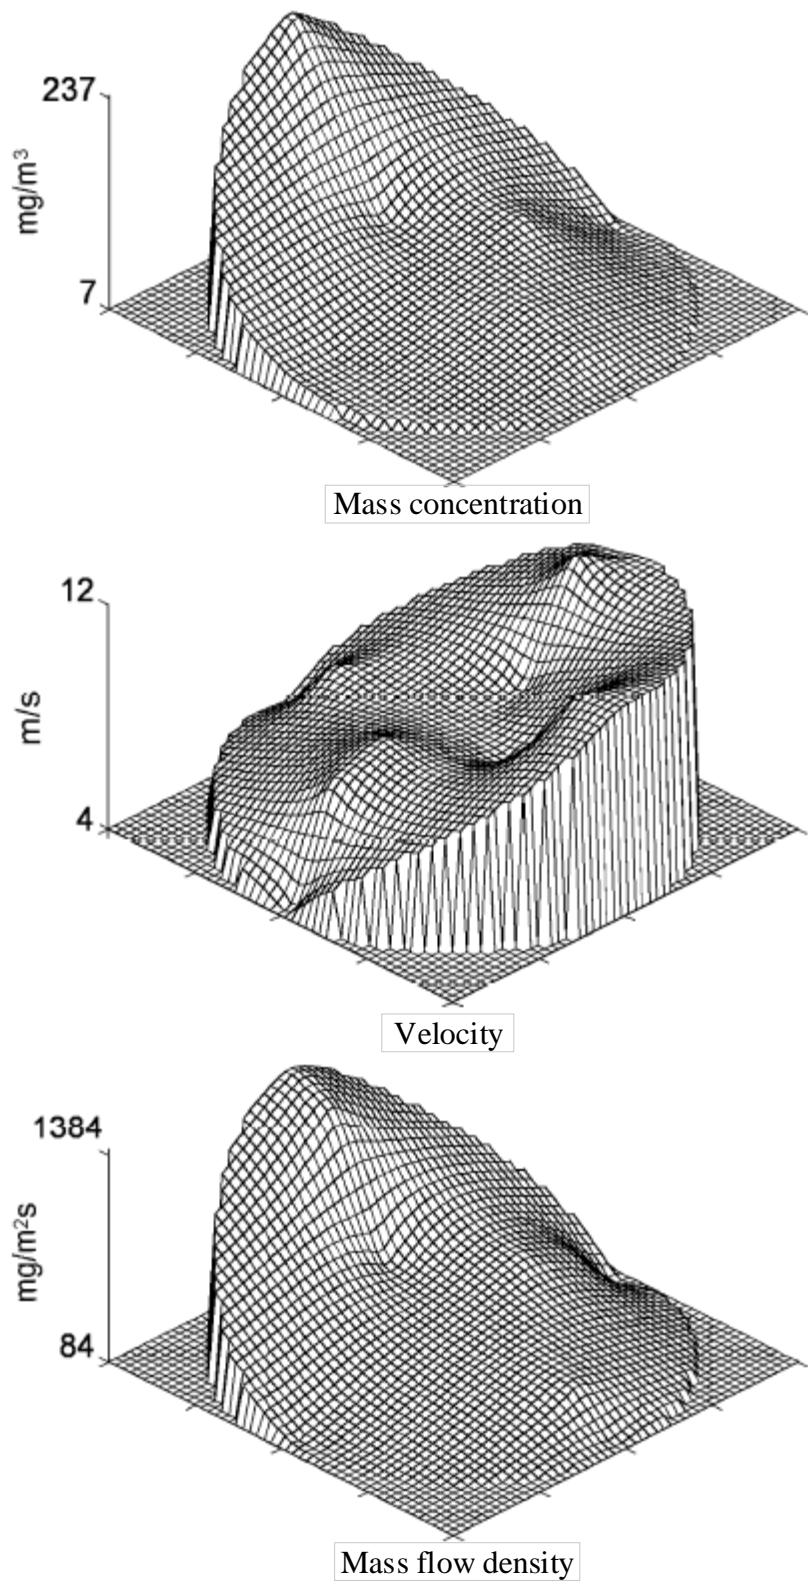 237
mg/m³
7
Mass concentration
12
m/s
4
Velocity
1384
mg/m²s
84
Mass flow density